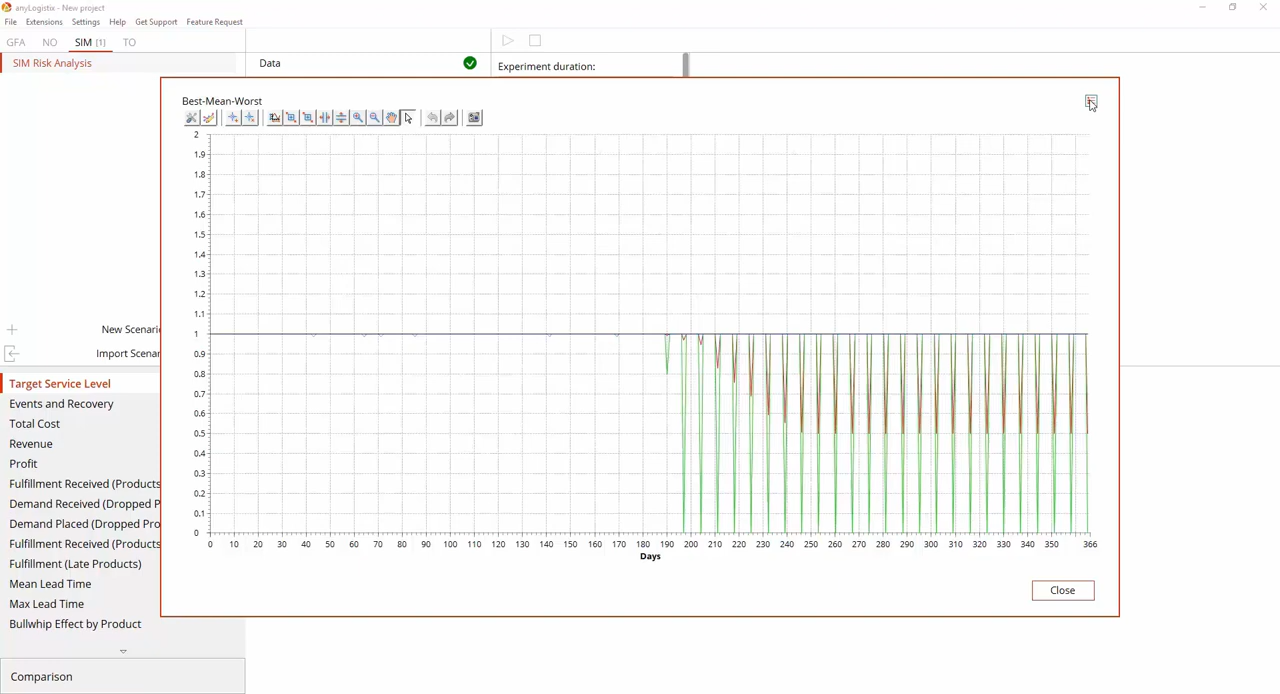 anyLogistix - New project
File Extensions Settings Help Get Support Feature Request
GFA NO SIM [1] TO
SIM Risk Analysis
Data
Experiment duration:
Best-Mean-Worst
2
1.9
1.8
1.7
1.6
1.5
1.4
1.3
1.2
1.1
1
0.9
0.8
0.7
0.6
0.5
0.4
0.3
0.2
0.1
0
0 10 20 30 40 50 60 70 80 90 100 110 120 130 140 150 160 170 180 190 200 210 220 230 240 250 260 270 280 290 300 310 320 330 340 350 366
Days
Close
New Scenario
Import Scenar
Target Service Level
Events and Recovery
Total Cost
Revenue
Profit
Fulfillment Received (Products
Demand Received (Dropped P
Demand Placed (Dropped Pro
Fulfillment Received (Products
Fulfillment (Late Products)
Mean Lead Time
Max Lead Time
Bullwhip Effect by Product
Comparison